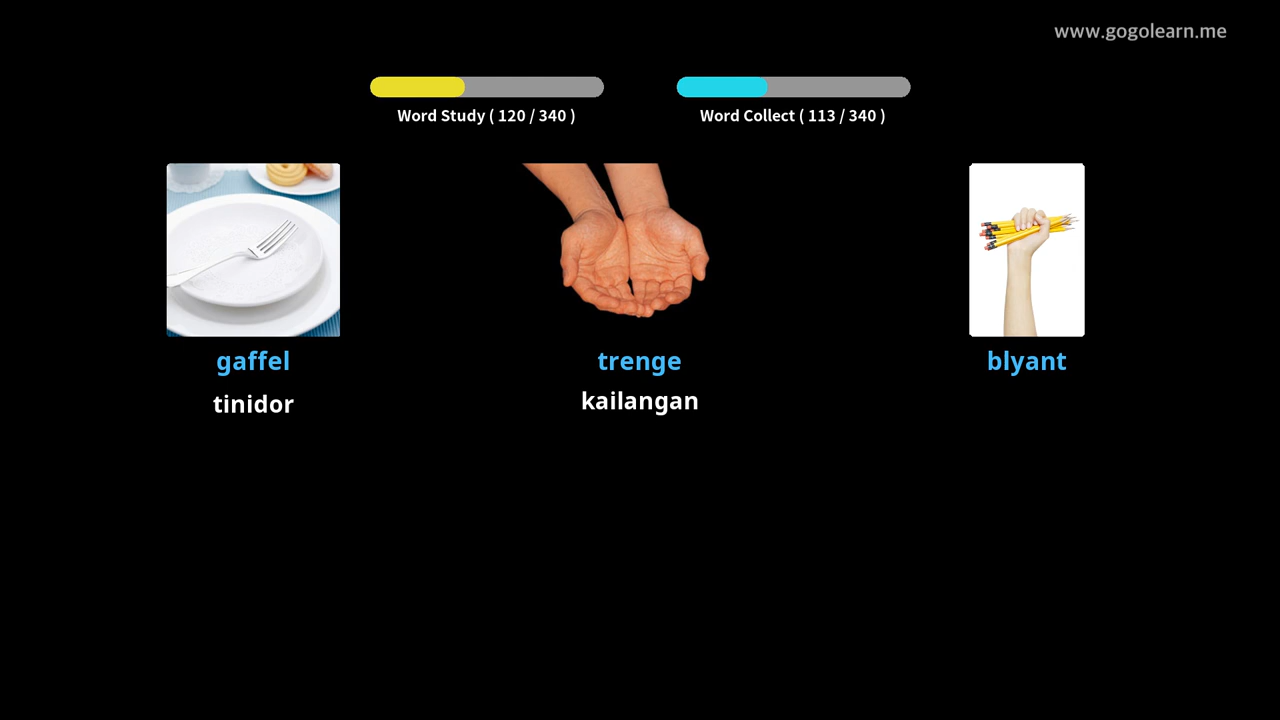 www.gogolearn.me
Word Study ( 120 / 340 )
Word Collect ( 113 / 340 )
gaffel
trenge
blyant
tinidor
kailangan